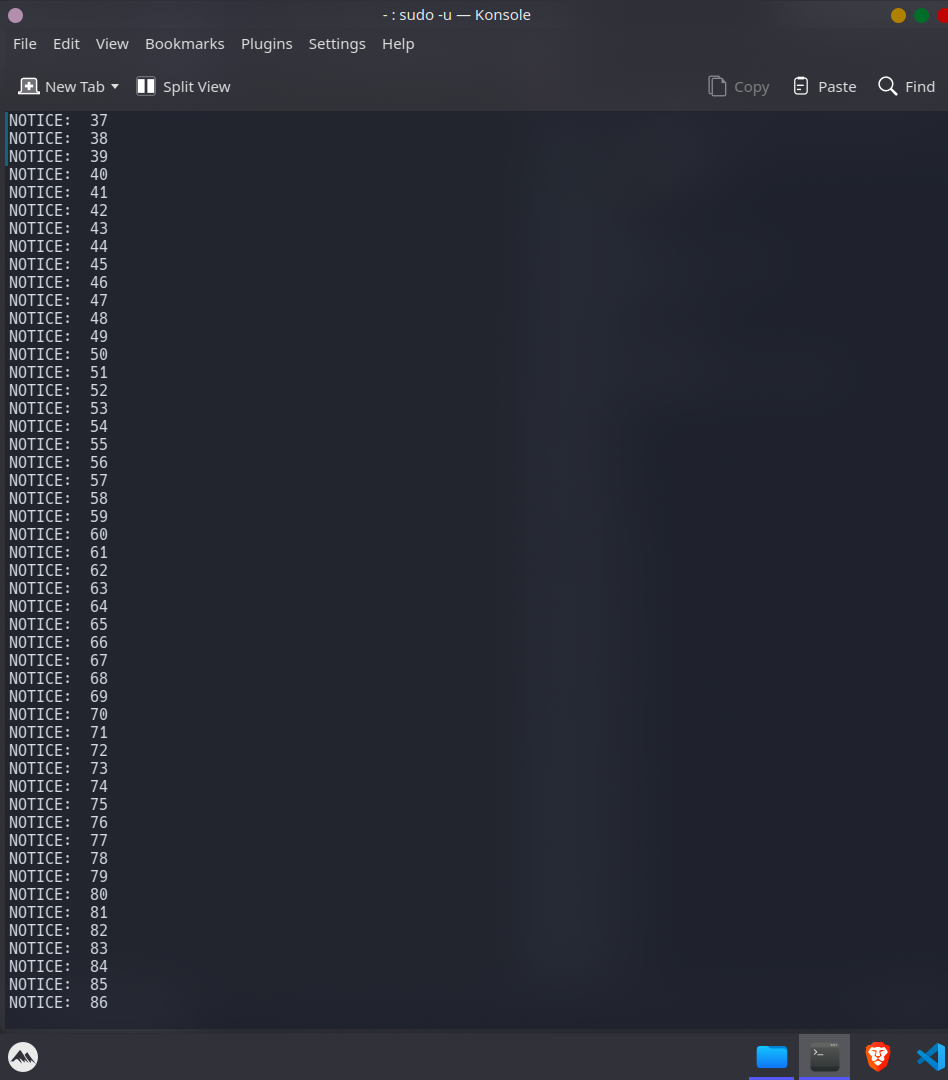 - : sudo -u — Konsole
File Edit View Bookmarks Plugins Settings Help
New Tab Split View Copy Paste Find
NOTICE:  37
NOTICE:  38
NOTICE:  39
NOTICE:  40
NOTICE:  41
NOTICE:  42
NOTICE:  43
NOTICE:  44
NOTICE:  45
NOTICE:  46
NOTICE:  47
NOTICE:  48
NOTICE:  49
NOTICE:  50
NOTICE:  51
NOTICE:  52
NOTICE:  53
NOTICE:  54
NOTICE:  55
NOTICE:  56
NOTICE:  57
NOTICE:  58
NOTICE:  59
NOTICE:  60
NOTICE:  61
NOTICE:  62
NOTICE:  63
NOTICE:  64
NOTICE:  65
NOTICE:  66
NOTICE:  67
NOTICE:  68
NOTICE:  69
NOTICE:  70
NOTICE:  71
NOTICE:  72
NOTICE:  73
NOTICE:  74
NOTICE:  75
NOTICE:  76
NOTICE:  77
NOTICE:  78
NOTICE:  79
NOTICE:  80
NOTICE:  81
NOTICE:  82
NOTICE:  83
NOTICE:  84
NOTICE:  85
NOTICE:  86